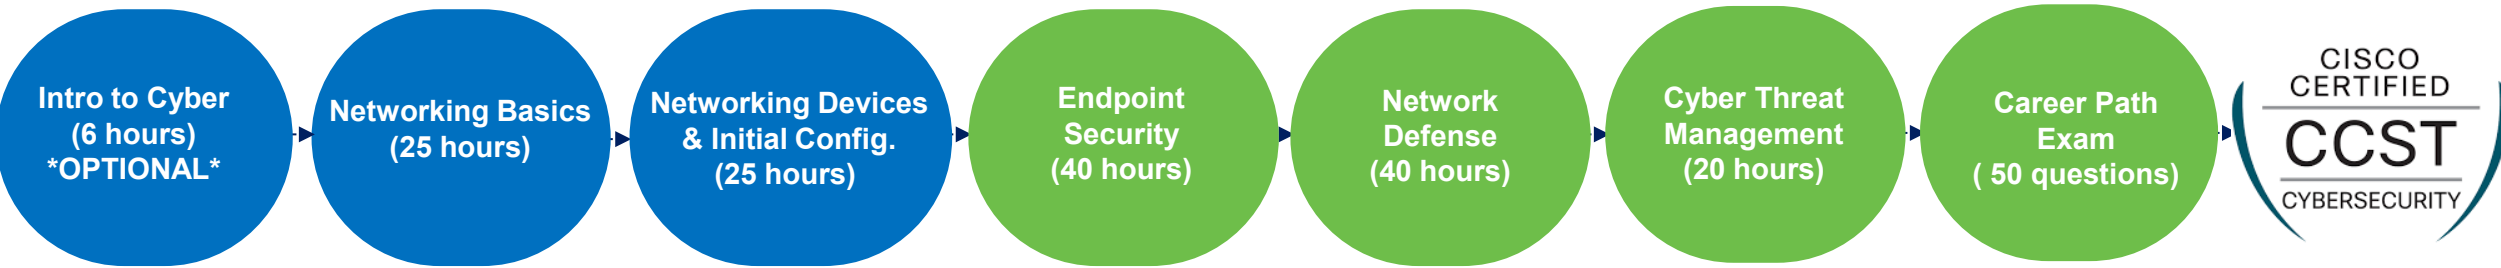 Intro to Cyber
(6 hours)
*OPTIONAL*
Networking Basics
(25 hours)
Networking Devices
& Initial Config.
(25 hours)
Endpoint
Security
(40 hours)
Network
Defense
(40 hours)
Cyber Threat
Management
(20 hours)
Career Path
Exam
( 50 questions)
CISCO
CERTIFIED
CCST
CYBERSECURITY